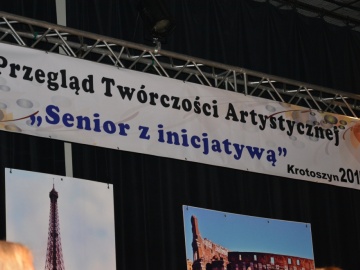 Przegląd Twórczości Artystycznej
„Senior z inicjatywą”
Krotoszyn